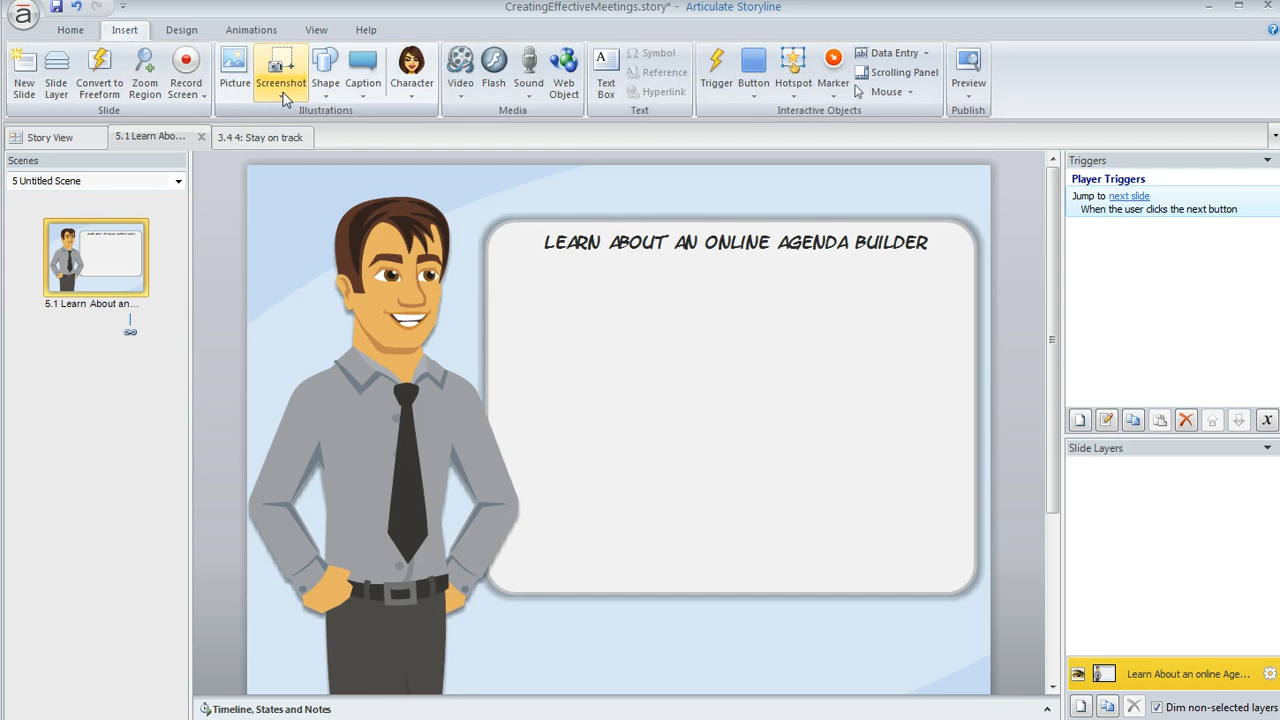 CreatingEffectiveMeetings.story* - Articulate Storyline
Home Insert Design Animations View Help
New Slide
Slide Layer
Convert to Freeform
Zoom Region
Record Screen
Picture
Screenshot
Shape
Caption
Character
Video
Flash
Sound
Web Object
Text Box
Symbol
Reference
Hyperlink
Trigger
Button
Hotspot
Marker
Data Entry
Scrolling Panel
Mouse
Preview
Slide Illustrations Media Text Interactive Objects Publish
Story View 5.1 Learn Abo... 3.4 4: Stay on track
Scenes
5 Untitled Scene
5.1 Learn About an...
LEARN ABOUT AN ONLINE AGENDA BUILDER
Triggers
Player Triggers
Jump to next slide
When the user clicks the next button
Slide Layers
Learn About an online Age...
Dim non-selected layers
Timeline, States and Notes